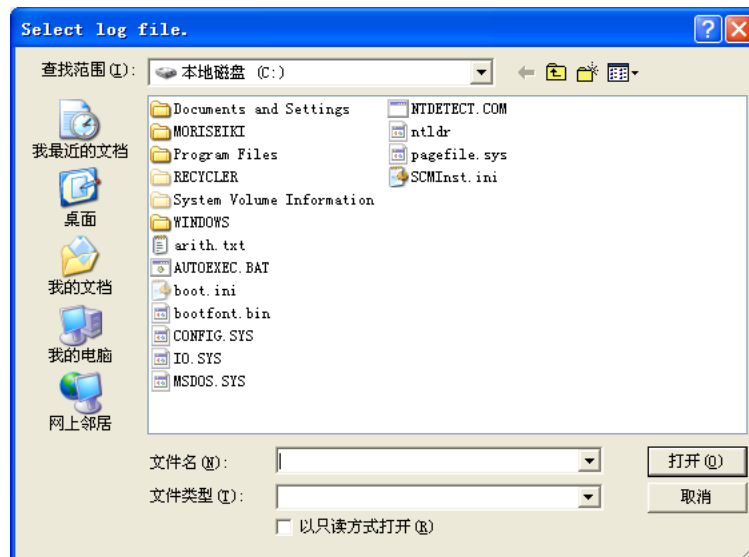 Select log file.
查找范围(I):
本地磁盘 (C:)
我最近的文档
桌面
我的文档
我的电脑
网上邻居
Documents and Settings
MORISEIKI
Program Files
RECYCLER
System Volume Information
WINDOWS
arith.txt
AUTOEXEC.BAT
boot.ini
bootfont.bin
CONFIG.SYS
IO.SYS
MSDOS.SYS
NTDETECT.COM
ntldr
pagefile.sys
SCMInst.ini
文件名(N):
打开(O)
文件类型(T):
取消
以只读方式打开(R)